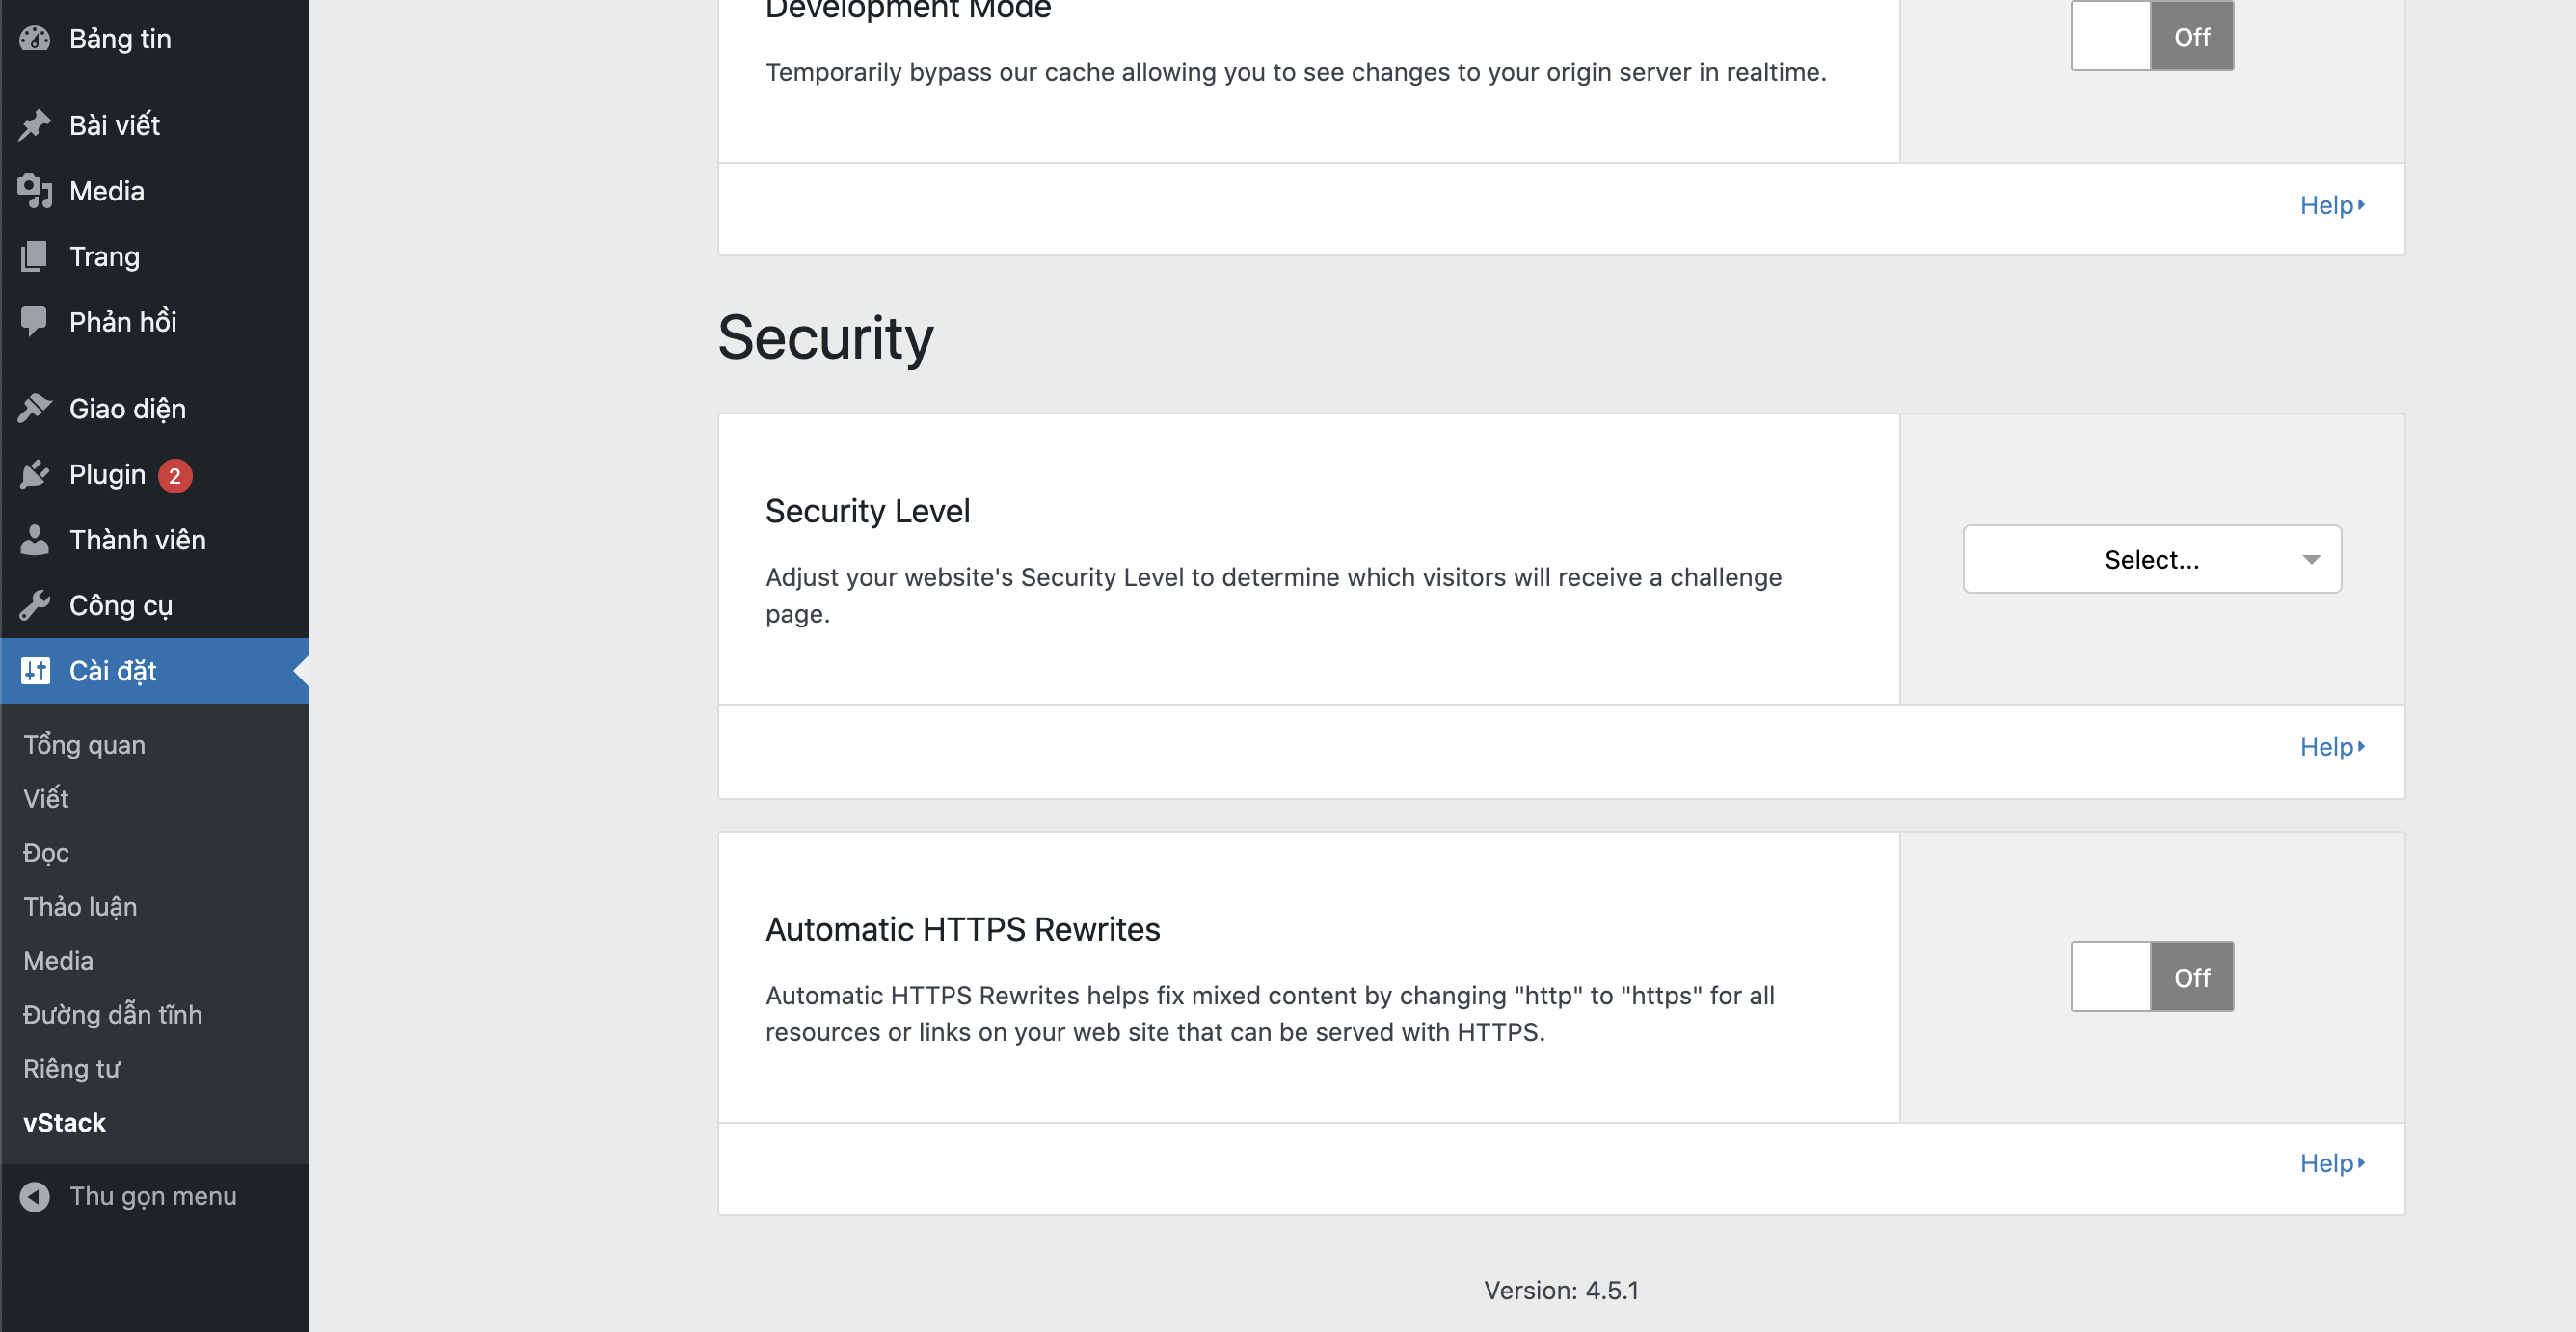 Bảng tin
Bài viết
Media
Trang
Phản hồi
Giao diện
Plugin 2
Thành viên
Công cụ
Cài đặt
Tổng quan
Viết
Đọc
Thảo luận
Media
Đường dẫn tĩnh
Riêng tư
vStack
Thu gọn menu
Development Mode
Temporarily bypass our cache allowing you to see changes to your origin server in realtime.
Off
Help
Security
Security Level
Adjust your website's Security Level to determine which visitors will receive a challenge
page.
Select...
Help
Automatic HTTPS Rewrites
Automatic HTTPS Rewrites helps fix mixed content by changing "http" to "https" for all
resources or links on your web site that can be served with HTTPS.
Off
Help
Version: 4.5.1